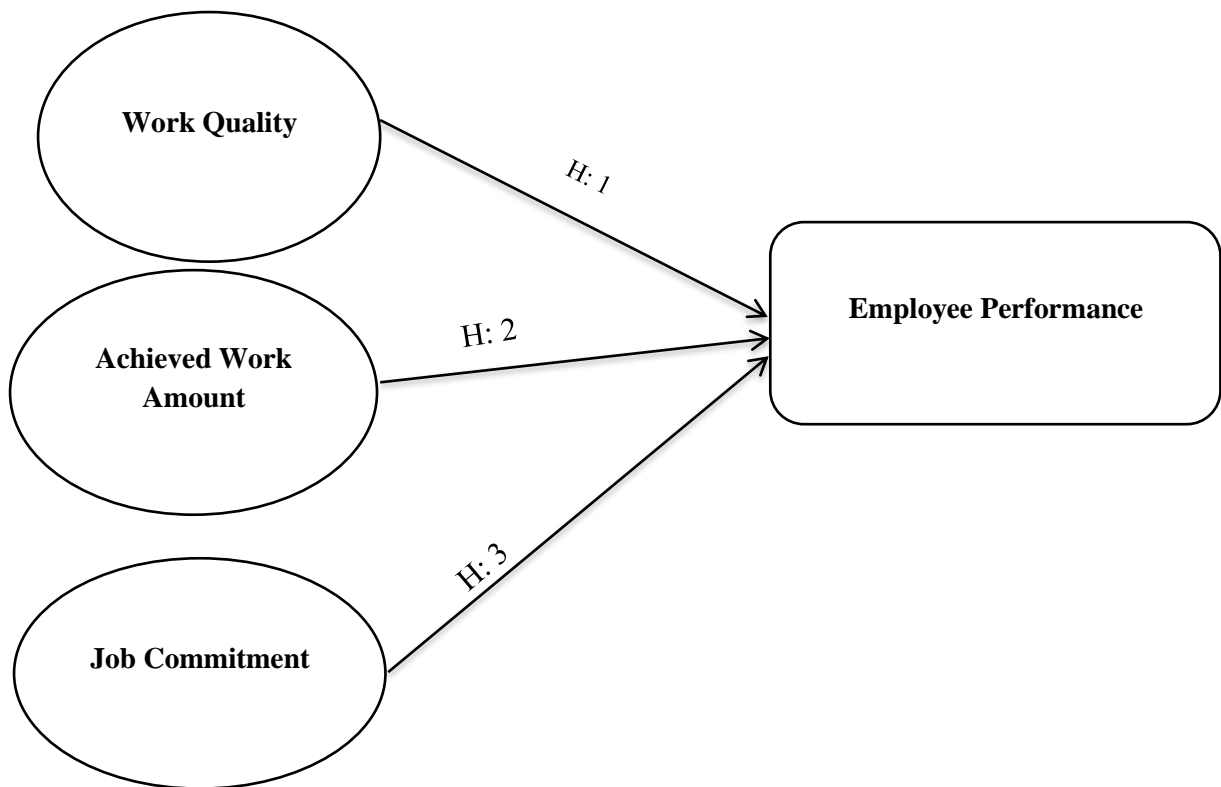 Work Quality
H: 1
Employee Performance
H: 2
Achieved Work
Amount
H: 3
Job Commitment